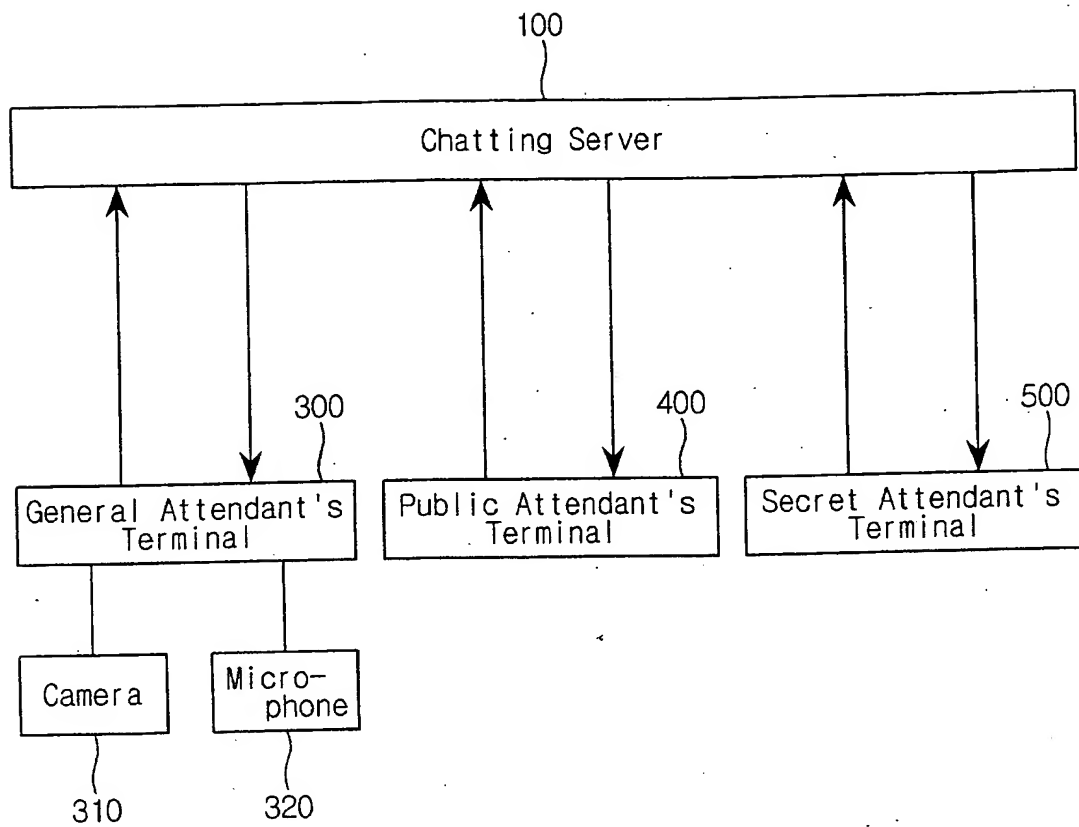 100
Chatting Server
300
400
500
General Attendant's
Terminal
Public Attendant's
Terminal
Secret Attendant's
Terminal
Camera
Micro-
phone
310
320